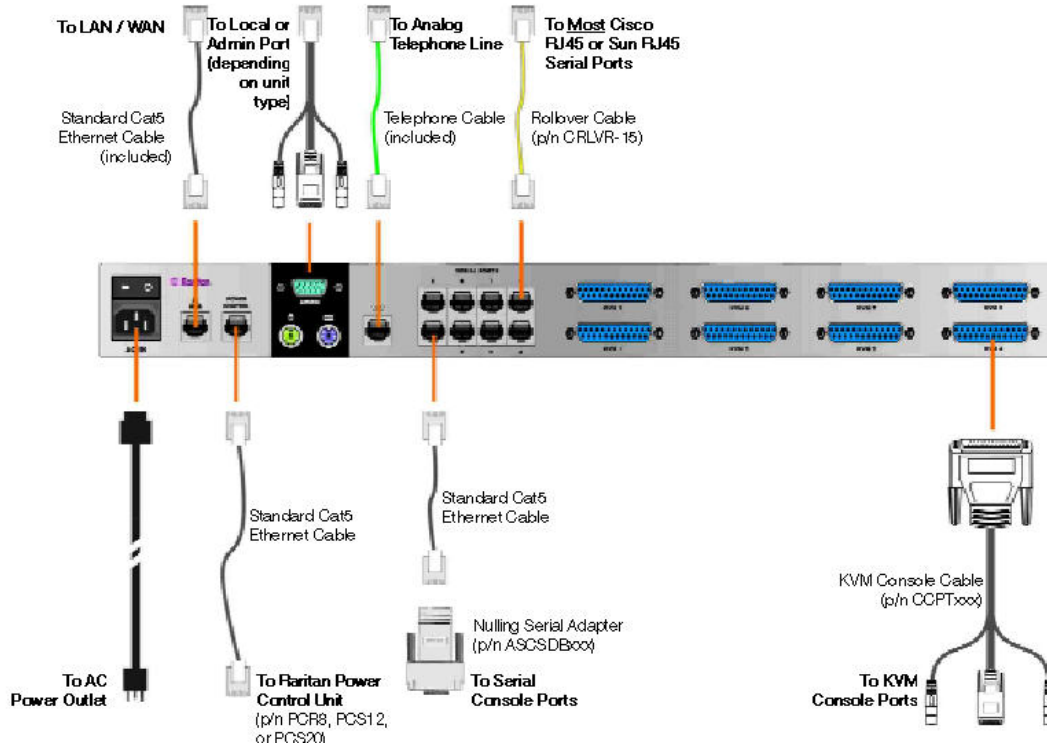 To LAN / WAN
To Local or
Admin Port
(depending
on unit
type)
To Analog
Telephone Line
To Most Cisco
RJ45 or Sun RJ45
Serial Ports
Standard Cat5
Ethernet Cable
(included)
Telephone Cable
(included)
Rollover Cable
(p/n CRLVR-15)
SERIAL PORTS
Standard Cat5
Ethernet Cable
Standard Cat5
Ethernet Cable
KVM Console Cable
(p/n CCPTxxx)
Nulling Serial Adapter
(p/n ASCSDBxxx)
To AC
Power Outlet
To Raritan Power
Control Unit
(p/n PCR8, PCS12,
or PCS20)
To Serial
Console Ports
To KVM
Console Ports